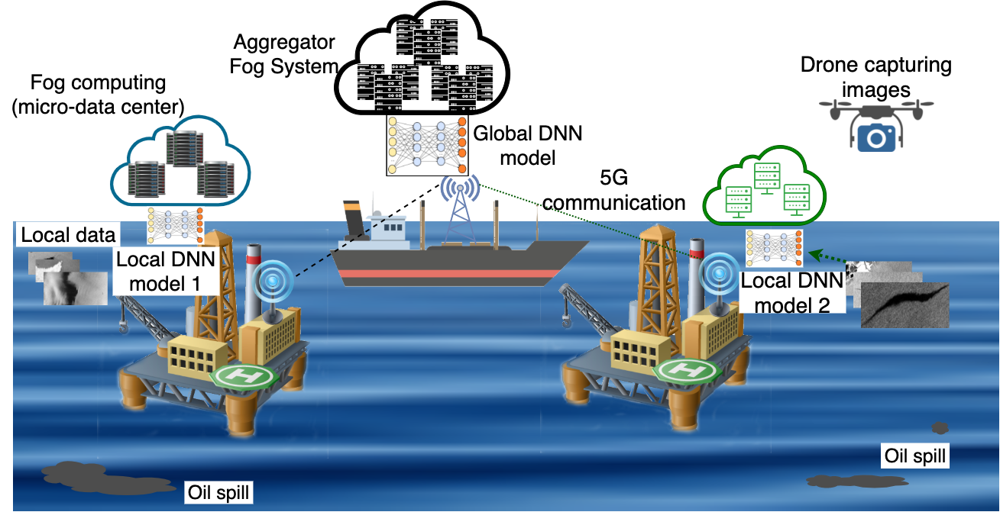 Aggregator
Fog System
Fog computing
(micro-data center)
Drone capturing
images
Global DNN
model
5G
communication
Local data
Local DNN
model 1
Local DNN
model 2
H
H
Oil spill
Oil spill